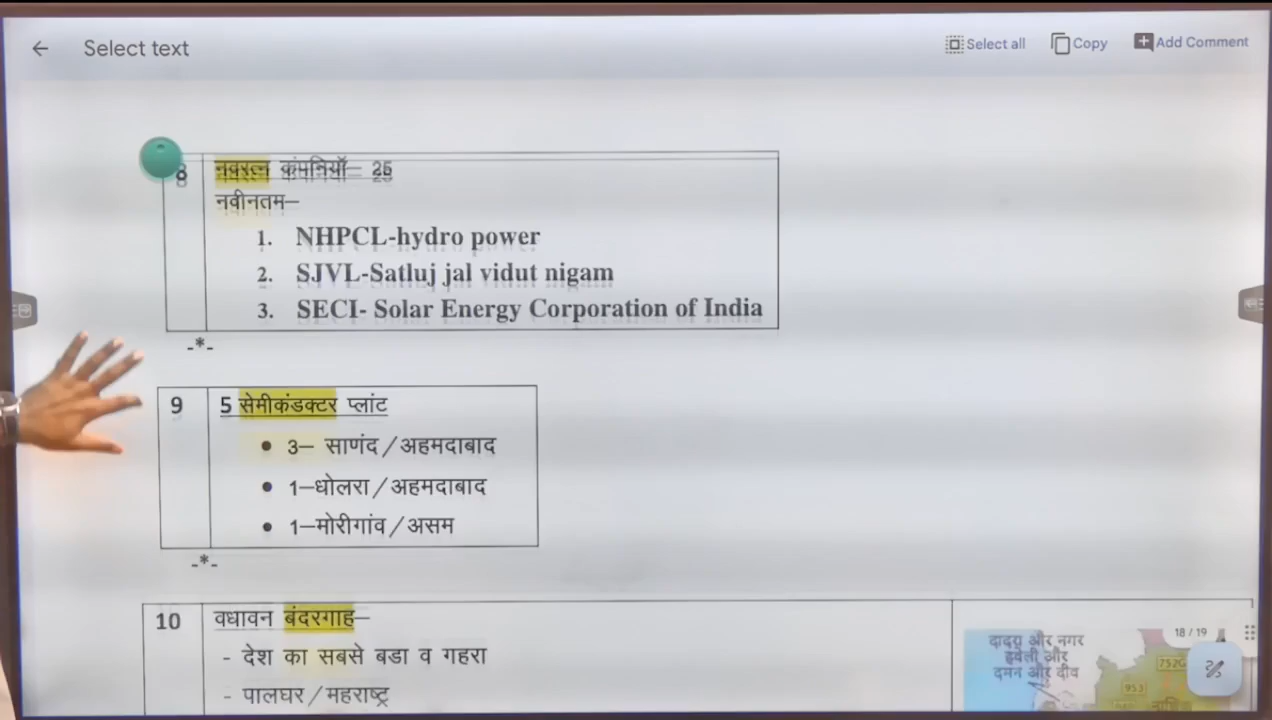 ← Select text
Select all
Copy
Add Comment
8
नवरत्न कंपनियॉ–
नवीनतम–
1. NHPCL-hydro power
2. SJVL-Satluj jal vidut nigam
3. SECI- Solar Energy Corporation of India
-*-
9
5 सेमीकंडक्टर प्लांट
• 3– साणंद/अहमदाबाद
• 1–धोलरा/अहमदाबाद
• 1–मोरीगांव/असम
-*-
10
वधावन बंदरगाह–
- देश का सबसे बडा व गहरा
- पालघर/महराष्ट्र
18/19
दादरा और नगर
हवेली और
दमन और दीव
752G
953